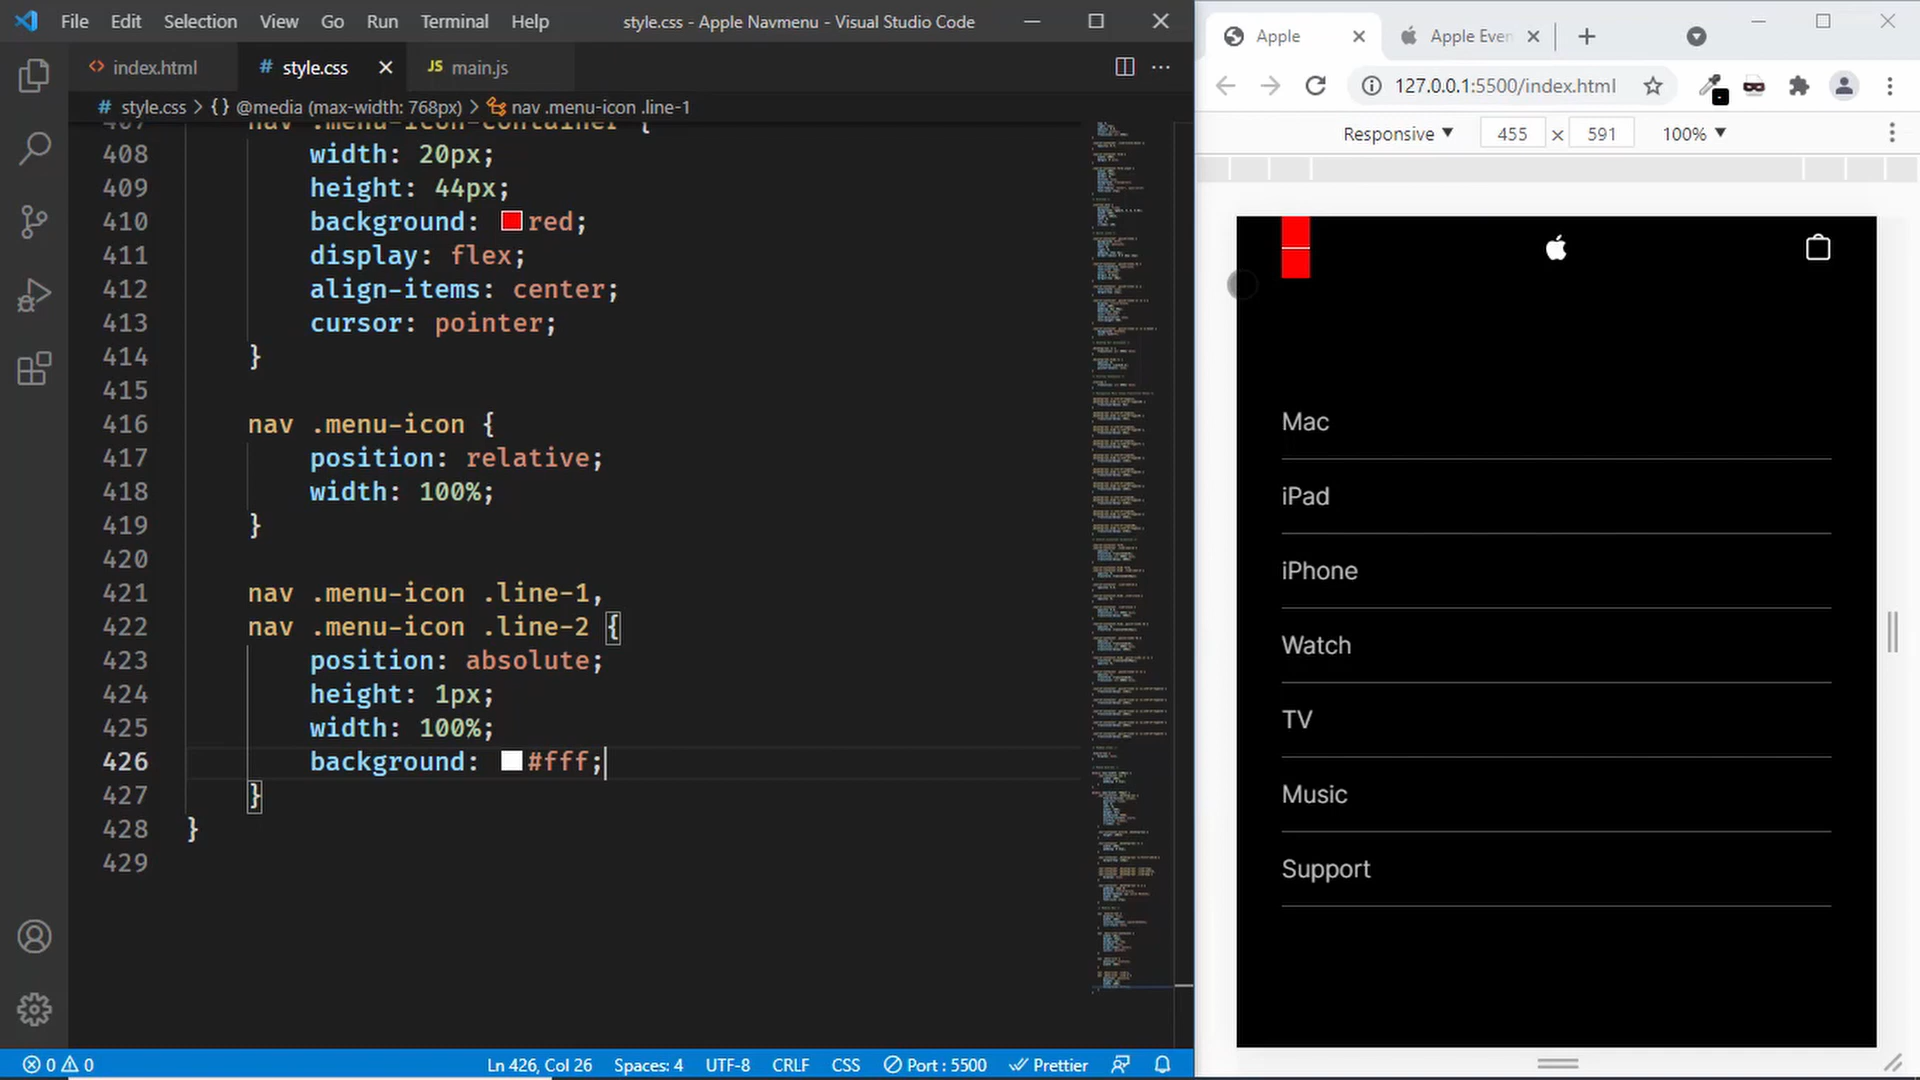 File Edit Selection View Go Run Terminal Help style.css - Apple Navmenu - Visual Studio Code
<> index.html # style.css JS main.js
# style.css > {} @media (max-width: 768px) > nav .menu-icon .line-1
407 nav .menu-icon-container {
408 width: 20px;
409 height: 44px;
410 background: red;
411 display: flex;
412 align-items: center;
413 cursor: pointer;
414 }
415
416 nav .menu-icon {
417 position: relative;
418 width: 100%;
419 }
420
421 nav .menu-icon .line-1,
422 nav .menu-icon .line-2 {
423 position: absolute;
424 height: 1px;
425 width: 100%;
426 background: #fff;
427 }
428 }
429
0 0 Ln 426, Col 26 Spaces: 4 UTF-8 CRLF CSS Port : 5500 Prettier
Apple Apple Even
127.0.0.1:5500/index.html
Responsive 455 × 591 100%
Mac
iPad
iPhone
Watch
TV
Music
Support